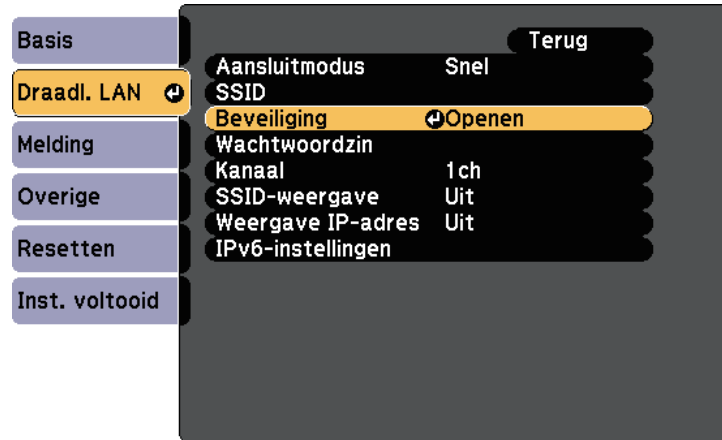 Basis
Draadl. LAN
Melding
Overige
Resetten
Inst. voltooid
Terug
Aansluitmodus Snel
SSID
Beveiliging Openen
Wachtwoordzin
Kanaal 1ch
SSID-weergave Uit
Weergave IP-adres Uit
IPv6-instellingen